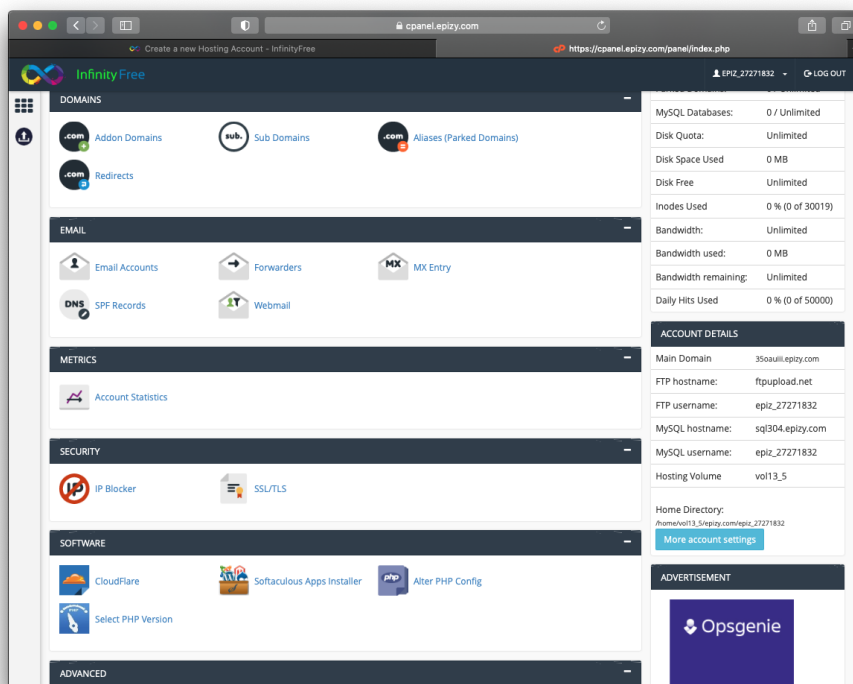 cpanel.epizy.com
Create a new Hosting Account - InfinityFree
https://cpanel.epizy.com/panel/index.php
InfinityFree
EPIZ_27271832
LOG OUT
DOMAINS
.com Addon Domains
sub. Sub Domains
.com Aliases (Parked Domains)
.com Redirects
EMAIL
Email Accounts
Forwarders
MX MX Entry
DNS SPF Records
Webmail
METRICS
Account Statistics
SECURITY
IP IP Blocker
SSL/TLS
SOFTWARE
CloudFlare
Softaculous Apps Installer
php Alter PHP Config
Select PHP Version
ADVANCED
MySQL Databases: 0 / Unlimited
Disk Quota: Unlimited
Disk Space Used 0 MB
Disk Free Unlimited
Inodes Used 0 % (0 of 30019)
Bandwidth: Unlimited
Bandwidth used: 0 MB
Bandwidth remaining: Unlimited
Daily Hits Used 0 % (0 of 50000)
ACCOUNT DETAILS
Main Domain 35oauiii.epizy.com
FTP hostname: ftpupload.net
FTP username: epiz_27271832
MySQL hostname: sql304.epizy.com
MySQL username: epiz_27271832
Hosting Volume vol13_5
Home Directory:
/home/vol13_5/epizy.com/epiz_27271832
More account settings
ADVERTISEMENT
Opsgenie